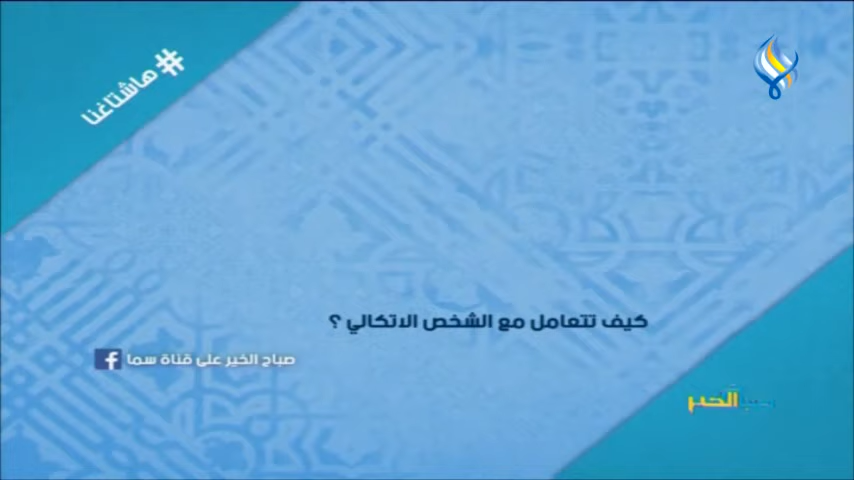 #هاشتاغنا
كيف تتعامل مع الشخص الاتكالي ؟
صباح الخير على قناة سما
الخير